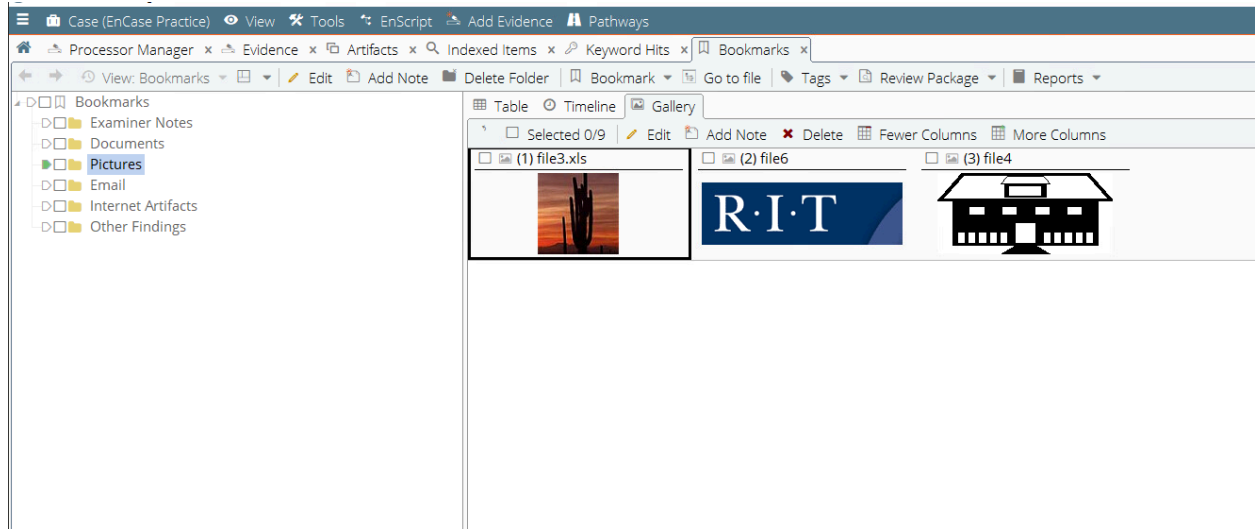 Case (EnCase Practice) View Tools EnScript Add Evidence Pathways
Processor Manager x Evidence x Artifacts x Indexed Items x Keyword Hits x Bookmarks x
View: Bookmarks Edit Add Note Delete Folder Bookmark Go to file Tags Review Package Reports
Bookmarks
Examiner Notes
Documents
Pictures
Email
Internet Artifacts
Other Findings
Table Timeline Gallery
Selected 0/9 Edit Add Note Delete Fewer Columns More Columns
(1) file3.xls (2) file6 (3) file4
R·I·T